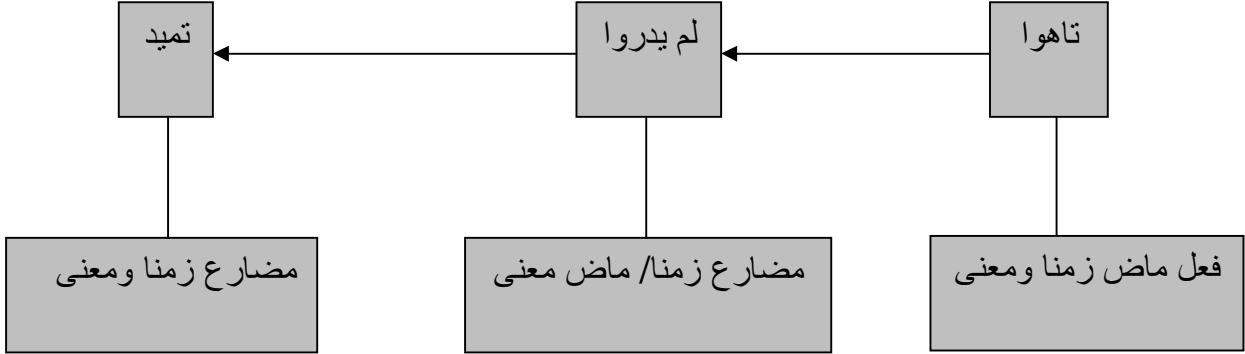 تاهوا
لم يدروا
تميد
فعل ماض زمنا ومعنى
مضارع زمنا/ ماض معنى
مضارع زمنا ومعنى